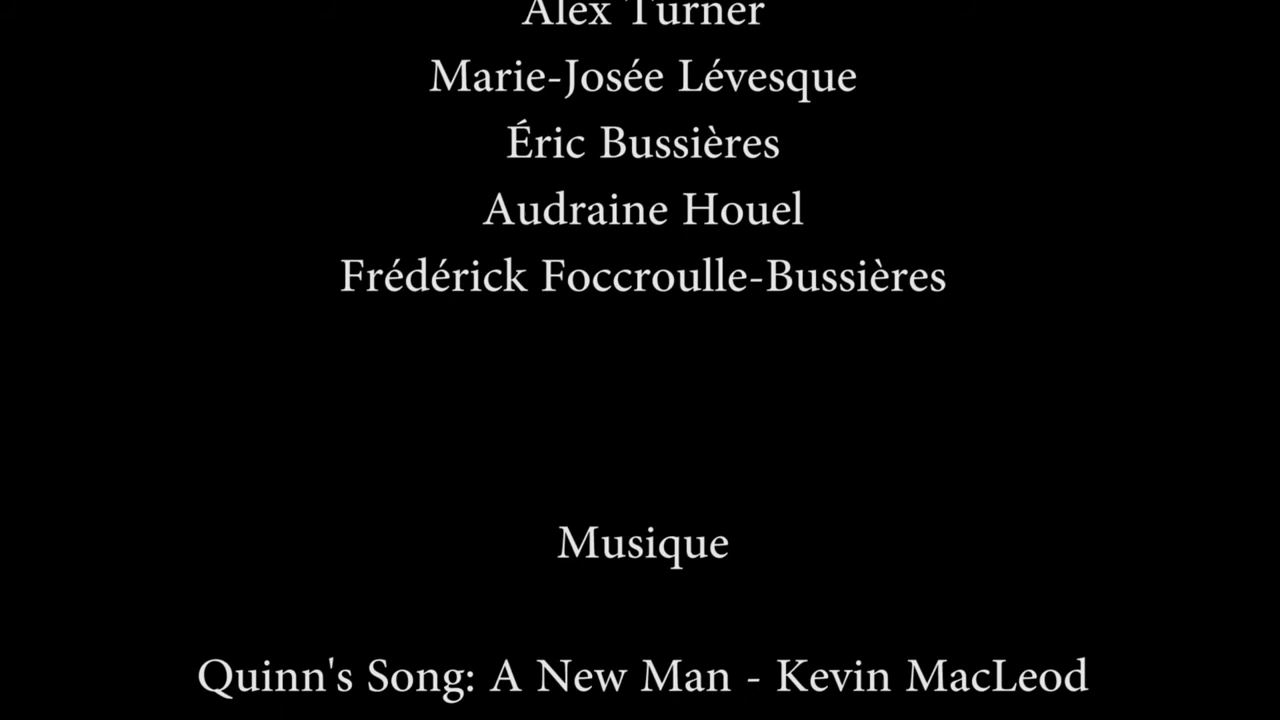 Alex Turner
Marie-Josée Lévesque
Éric Bussières
Audraine Houel
Frédérick Foccroulle-Bussières
Musique
Quinn's Song: A New Man - Kevin MacLeod